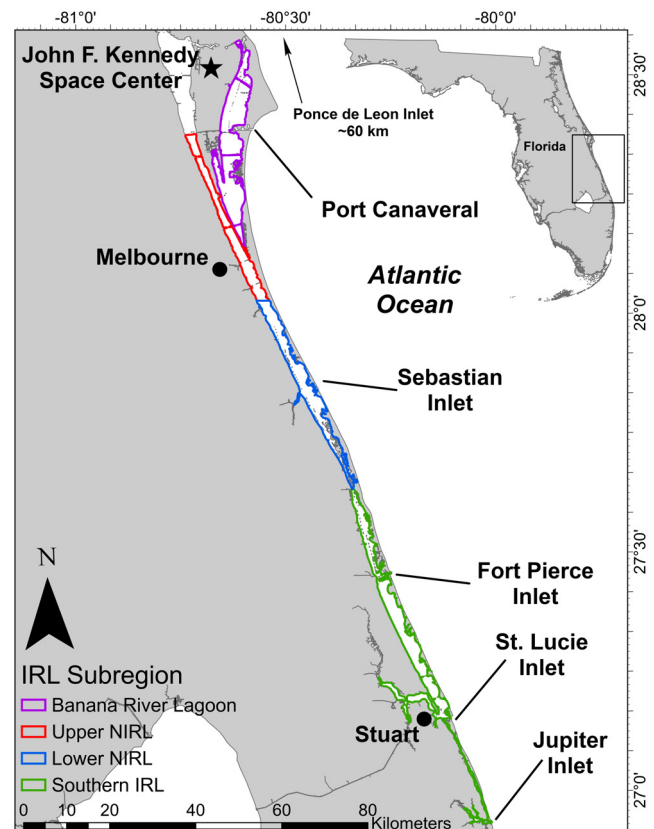 -81°0'
-80°30'
-80°0'
John F. Kennedy
Space Center
Ponce de Leon Inlet
~60 km
Florida
28°30'
Port Canaveral
Melbourne
Atlantic
Ocean
28°0'
Sebastian
Inlet
27°30'
N
Fort Pierce
Inlet
St. Lucie
Inlet
IRL Subregion
Banana River Lagoon
Upper NIRL
Lower NIRL
Southern IRL
Stuart
Jupiter
Inlet
27°0'
0 10 20 40 60 80
Kilometers